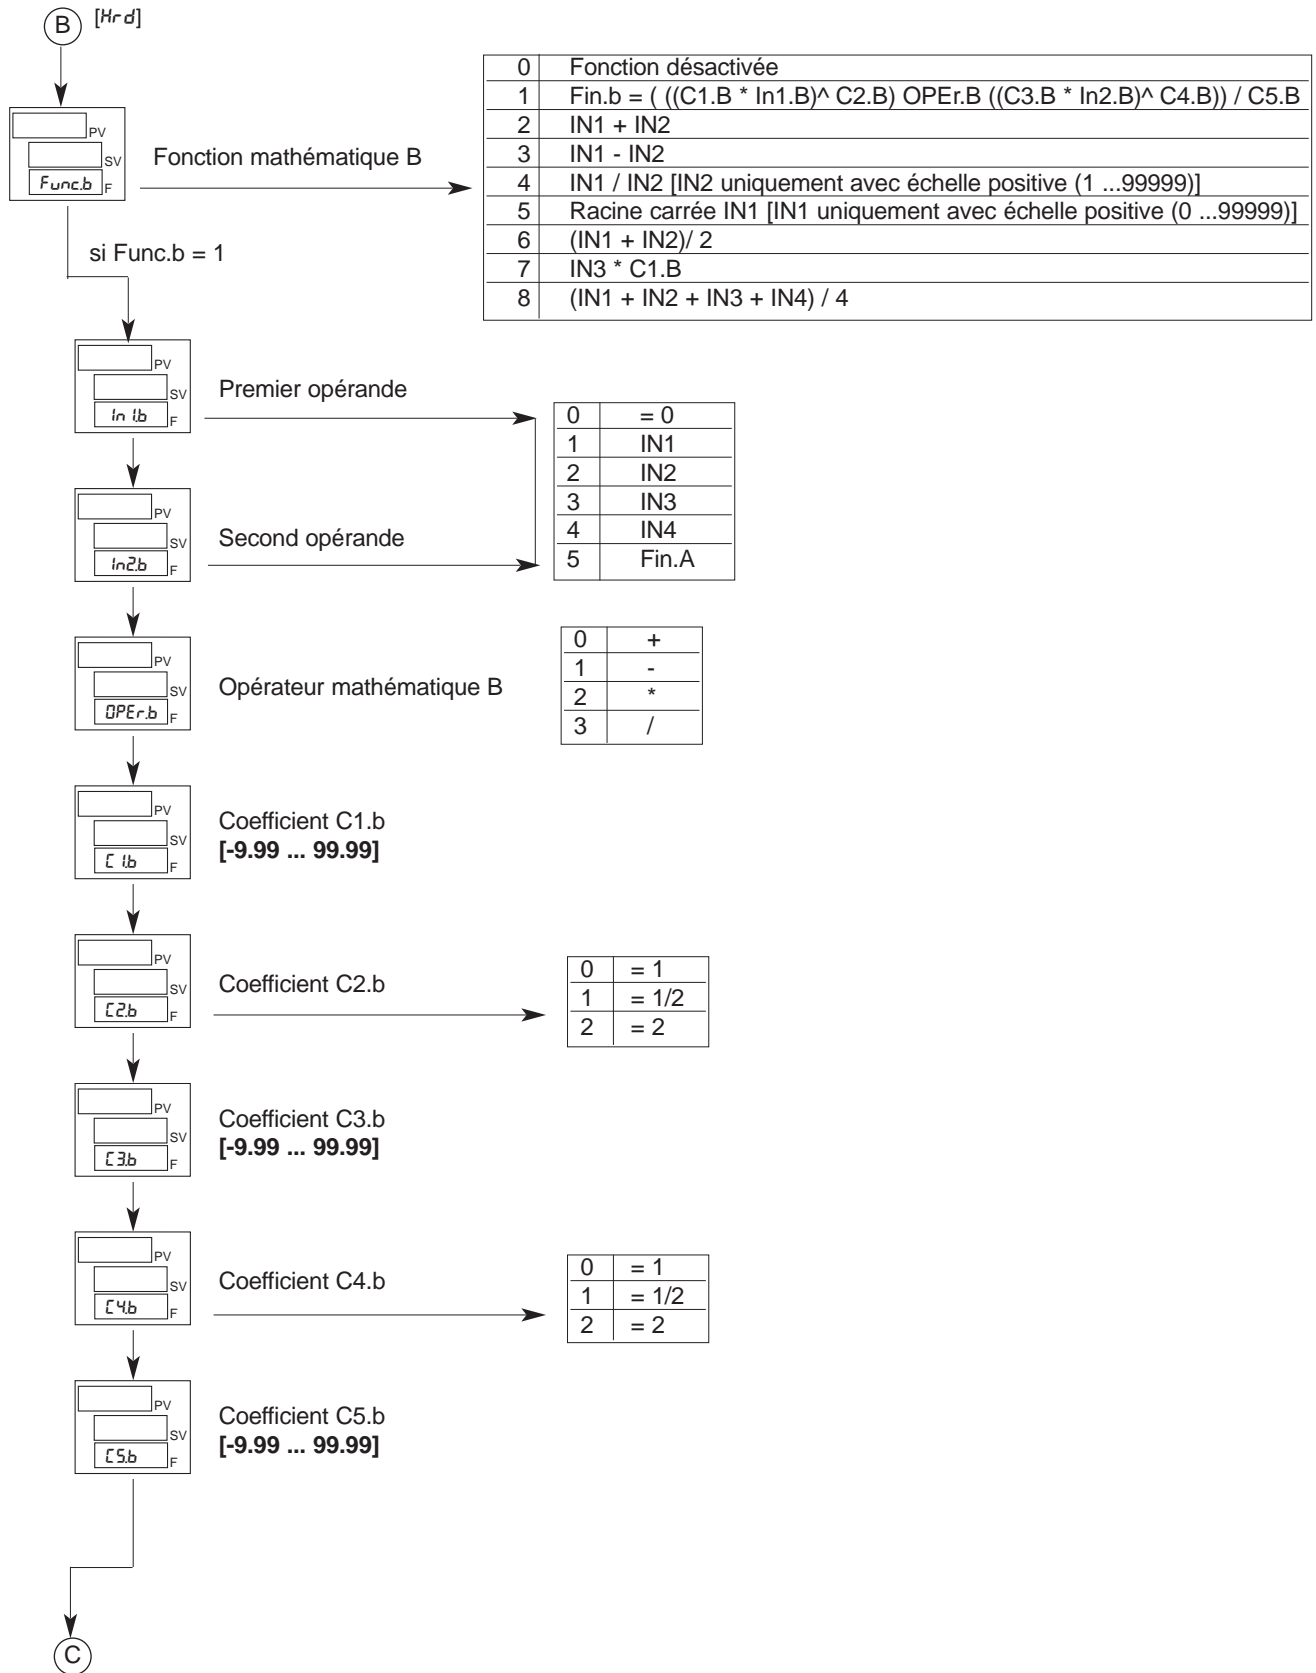 B [Hrd]
PV
SV
Func.b F
Fonction mathématique B
0 Fonction désactivée
1 Fin.b = ( ((C1.B * In1.B)^ C2.B) OPEr.B ((C3.B * In2.B)^ C4.B)) / C5.B
2 IN1 + IN2
3 IN1 - IN2
4 IN1 / IN2 [IN2 uniquement avec échelle positive (1 ...99999)]
5 Racine carrée IN1 [IN1 uniquement avec échelle positive (0 ...99999)]
6 (IN1 + IN2)/ 2
7 IN3 * C1.B
8 (IN1 + IN2 + IN3 + IN4) / 4
si Func.b = 1
PV
SV
In1.b F
Premier opérande
0 = 0
1 IN1
2 IN2
3 IN3
4 IN4
5 Fin.A
PV
SV
In2.b F
Second opérande
PV
SV
OPEr.b F
Opérateur mathématique B
0 +
1 -
2 *
3 /
PV
SV
C1.b F
Coefficient C1.b
[-9.99 ... 99.99]
PV
SV
C2.b F
Coefficient C2.b
0 = 1
1 = 1/2
2 = 2
PV
SV
C3.b F
Coefficient C3.b
[-9.99 ... 99.99]
PV
SV
C4.b F
Coefficient C4.b
0 = 1
1 = 1/2
2 = 2
PV
SV
C5.b F
Coefficient C5.b
[-9.99 ... 99.99]
C